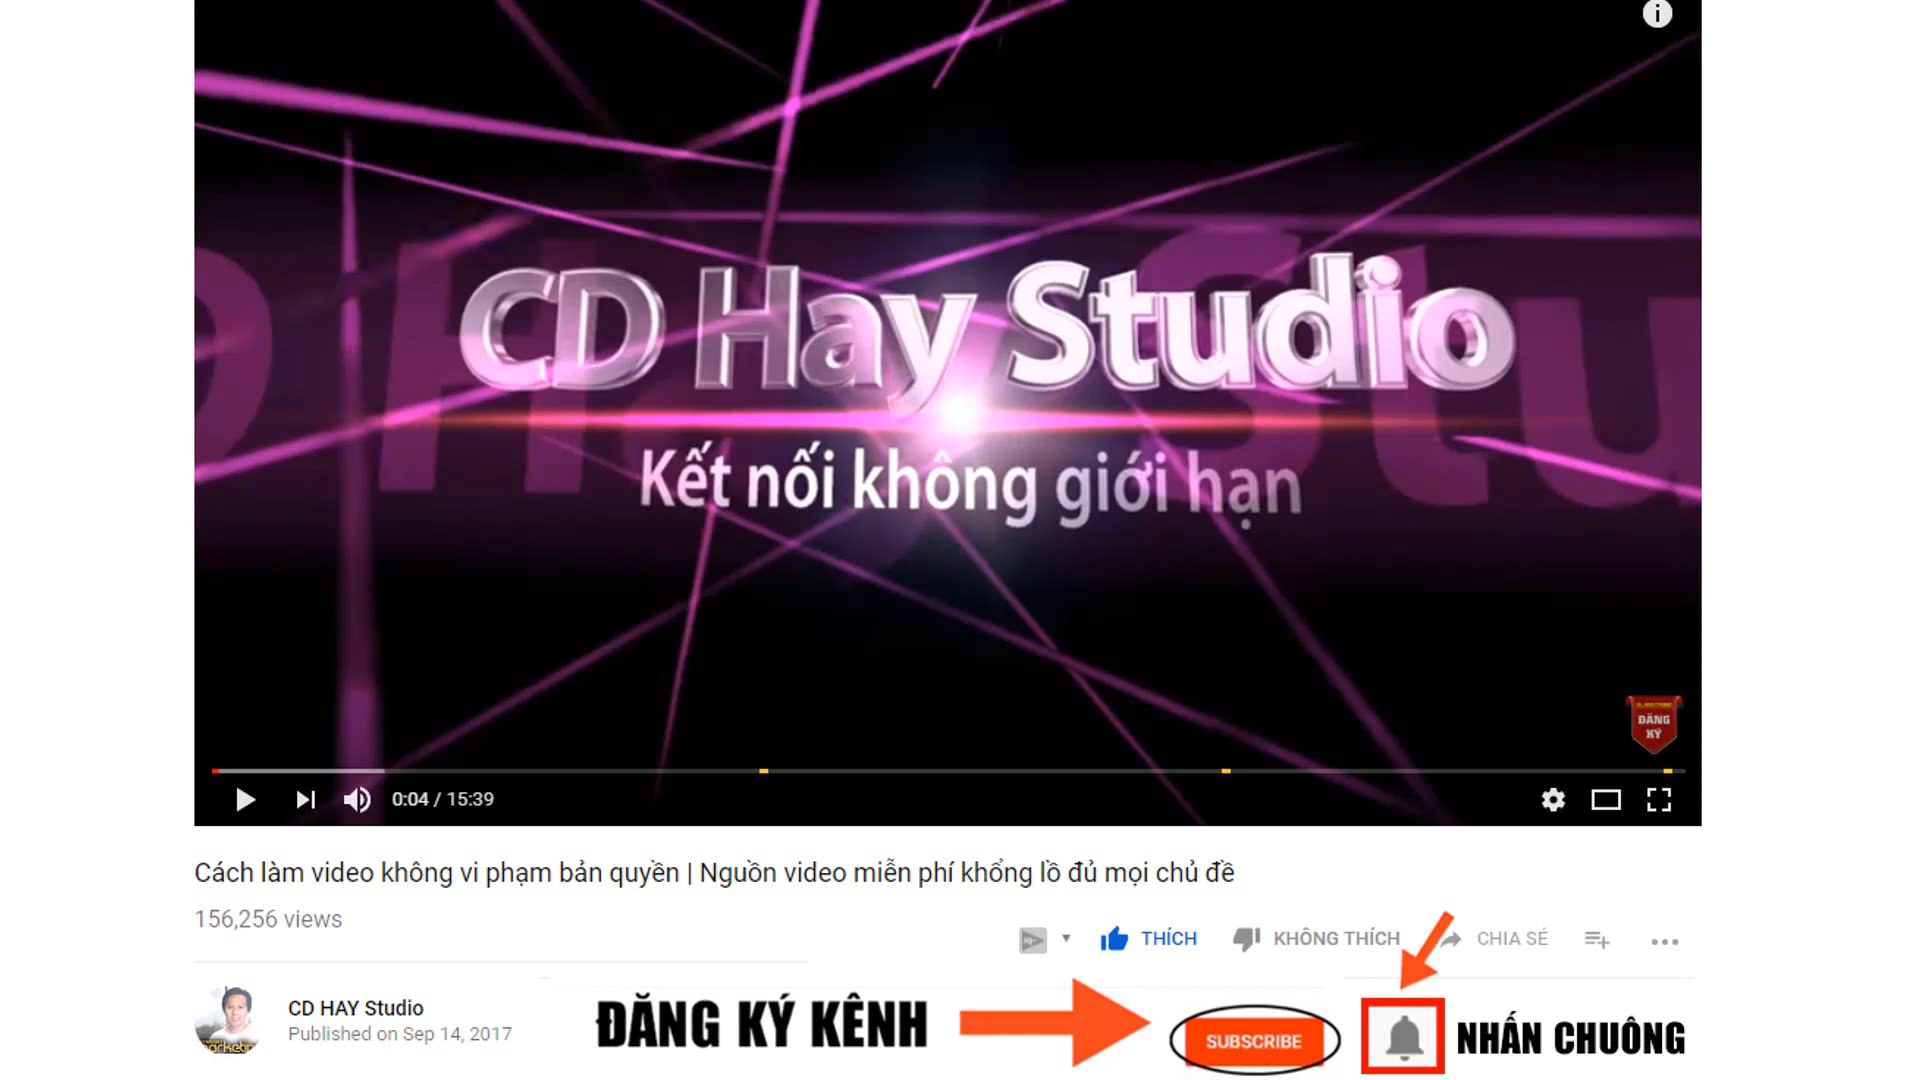 CD Hay Studio
Kết nối không giới hạn
ĐĂNG
KÝ
0:04 / 15:39
Cách làm video không vi phạm bản quyền | Nguồn video miễn phí khổng lồ đủ mọi chủ đề
156,256 views
THÍCH
KHÔNG THÍCH
CHIA SẺ
CD HAY Studio
Published on Sep 14, 2017
ĐĂNG KÝ KÊNH
SUBSCRIBE
NHẤN CHUÔNG